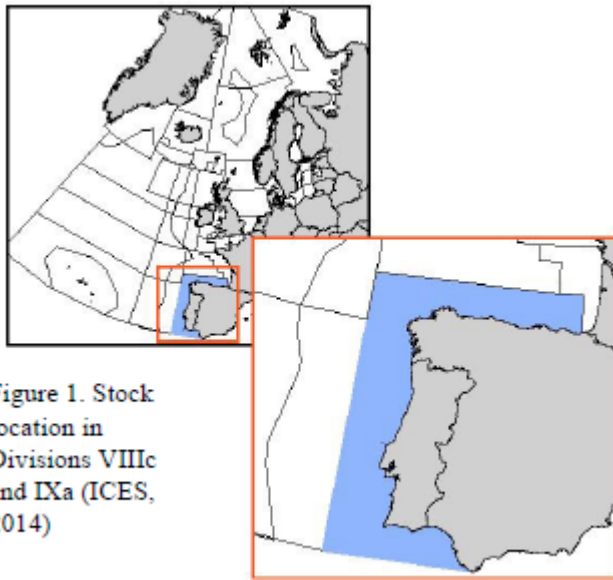 igure 1. Stock
ocation in
Divisions VIIIc
nd IXa (ICES,
014)